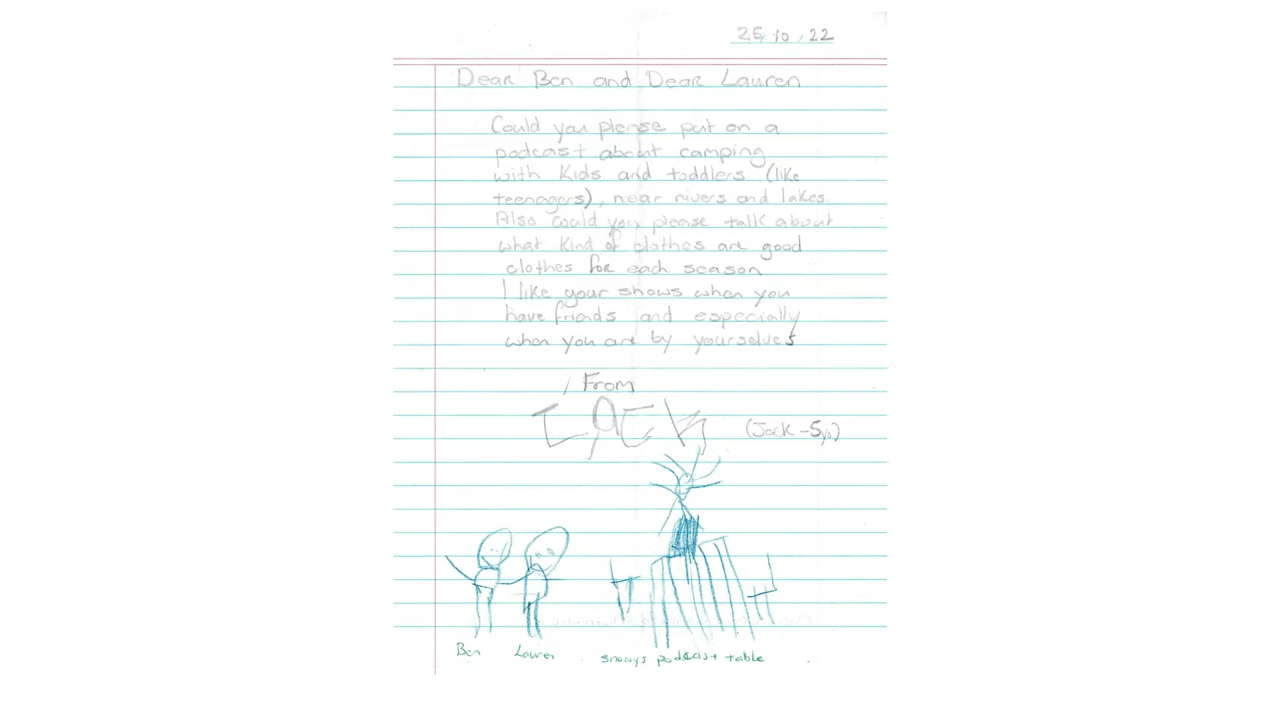 25/10/22
Dear Ben and Dear Lauren
Could you please put on a
podcast about camping
with kids and toddlers (like
teenagers), near rivers and lakes.
Also could you please talk about
what kind of clothes are good
clothes for each season
I like your shows when you
have friends and especially
when you are by yourselves
From
JACK
(Jack - 5yo)
Ben Lauren snowys podcast table